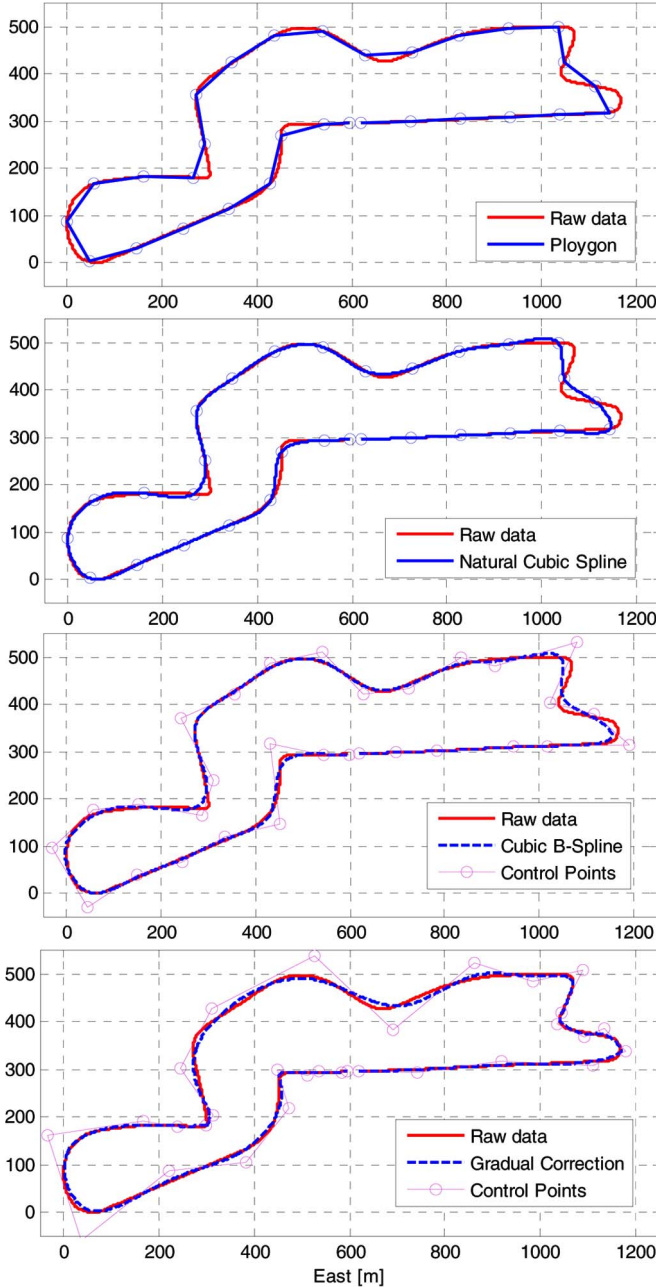 500
400
300
200
100
0
Raw data
Ploygon
0 200 400 600 800 1000 1200
500
400
300
200
100
0
Raw data
Natural Cubic Spline
0 200 400 600 800 1000 1200
500
400
300
200
100
0
Raw data
Cubic B-Spline
Control Points
0 200 400 600 800 1000 1200
500
400
300
200
100
0
Raw data
Gradual Correction
Control Points
0 200 400 600 800 1000 1200
East [m]